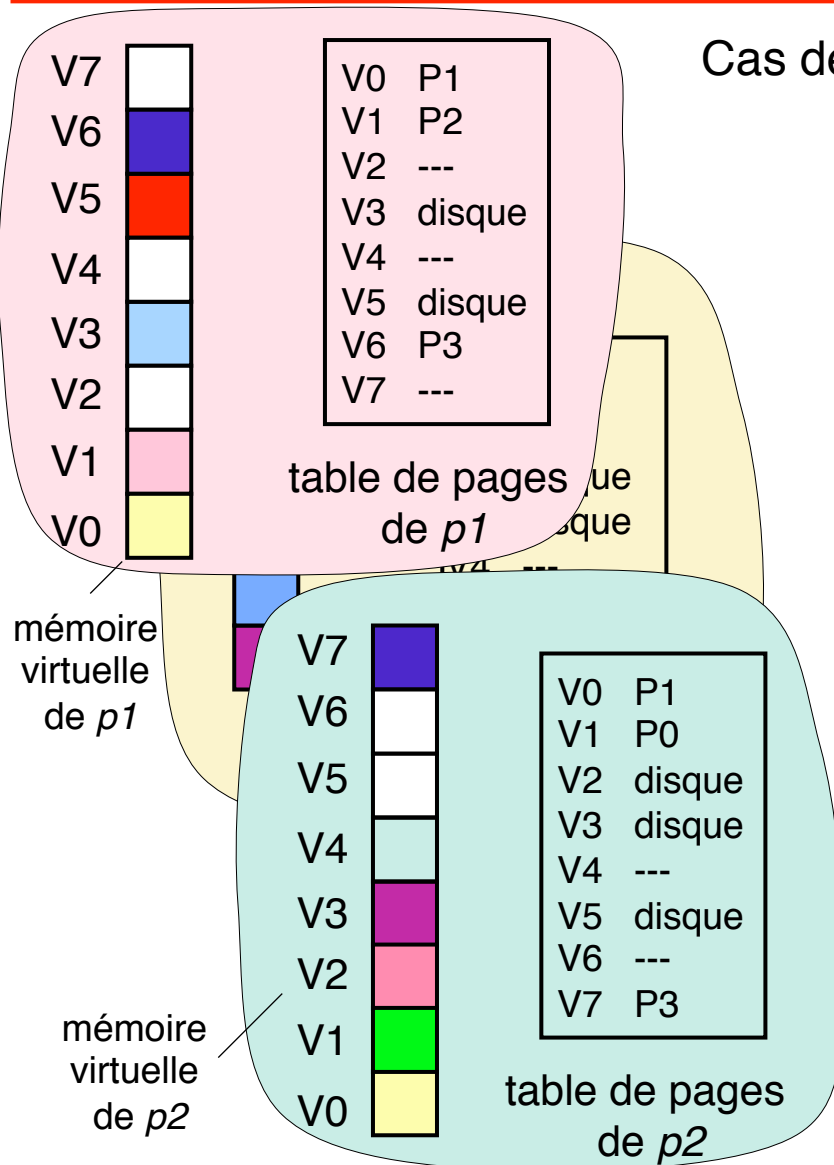 Cas de
V7
V6
V5
V4
V3
V2
V1
V0
V0 P1
V1 P2
V2 ---
V3 disque
V4 ---
V5 disque
V6 P3
V7 ---
table de pages
de p1
mémoire
virtuelle
de p1
que
sque
V4 ---
V7
V6
V5
V4
V3
V2
V1
V0
V0 P1
V1 P0
V2 disque
V3 disque
V4 ---
V5 disque
V6 ---
V7 P3
mémoire
virtuelle
de p2
table de pages
de p2